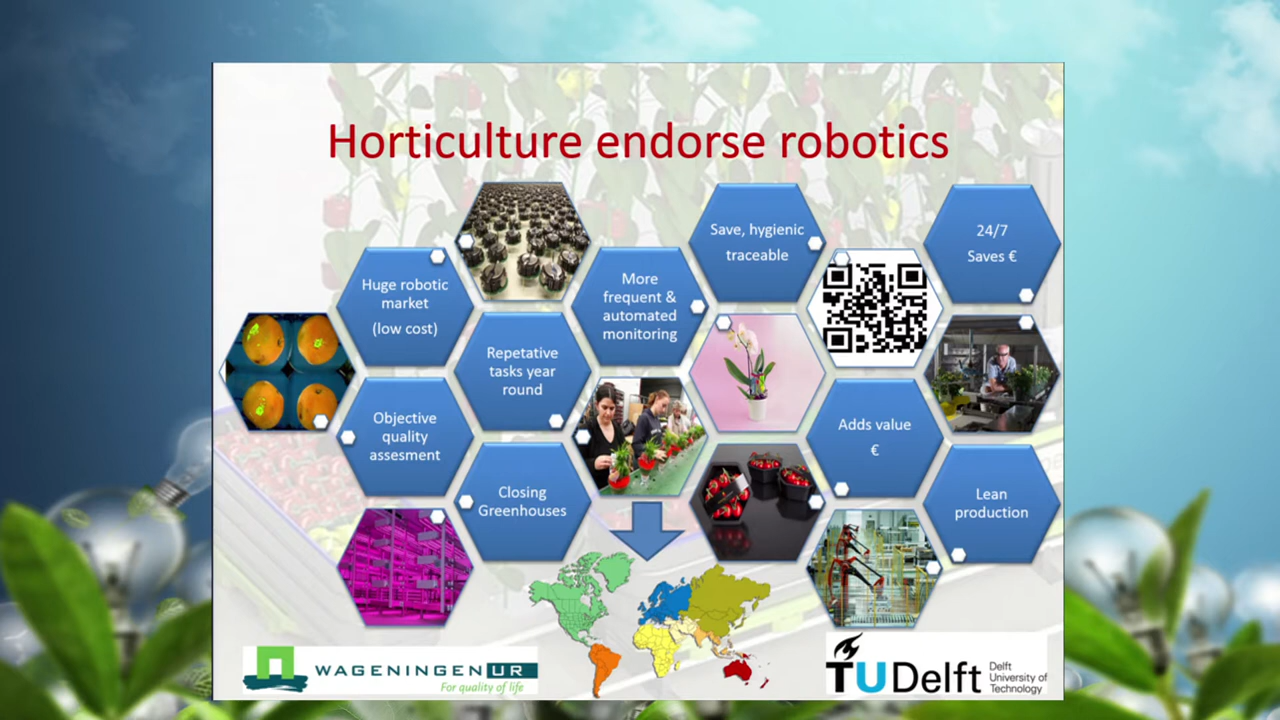 Horticulture endorse robotics
Huge robotic
market
(low cost)
Objective
quality
assesment
Repetative
tasks year
round
Closing
Greenhouses
More
frequent &
automated
monitoring
Save, hygienic
traceable
Adds value
€
24/7
Saves €
Lean
production
WAGENINGEN UR
For quality of life
TU Delft
Delft
University of
Technology